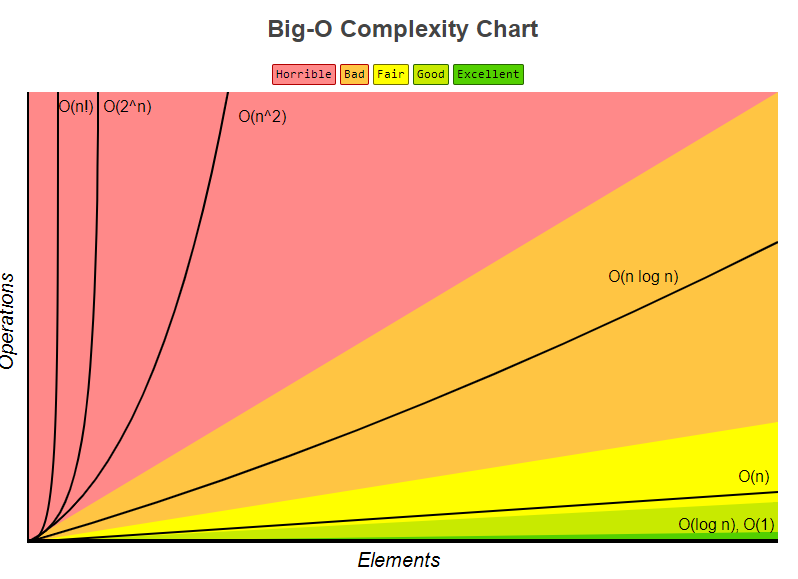 Big-O Complexity Chart
Horrible Bad Fair Good Excellent
O(n!) O(2^n)
O(n^2)
O(n log n)
O(n)
O(log n), O(1)
Operations
Elements